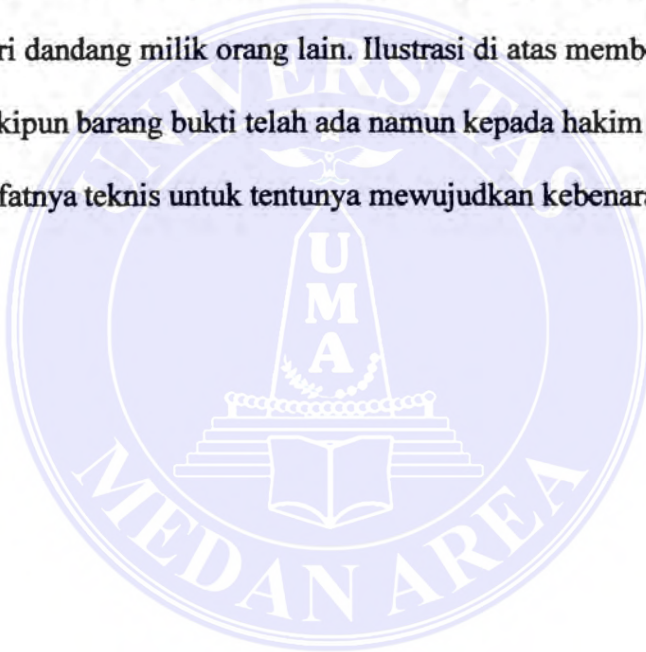 ri dandang milik orang lain. Ilustrasi di atas memb
kipun barang bukti telah ada namun kepada hakim
fatnya teknis untuk tentunya mewujudkan kebenar
UNIVERSITAS
U
M
A
MEDAN AREA